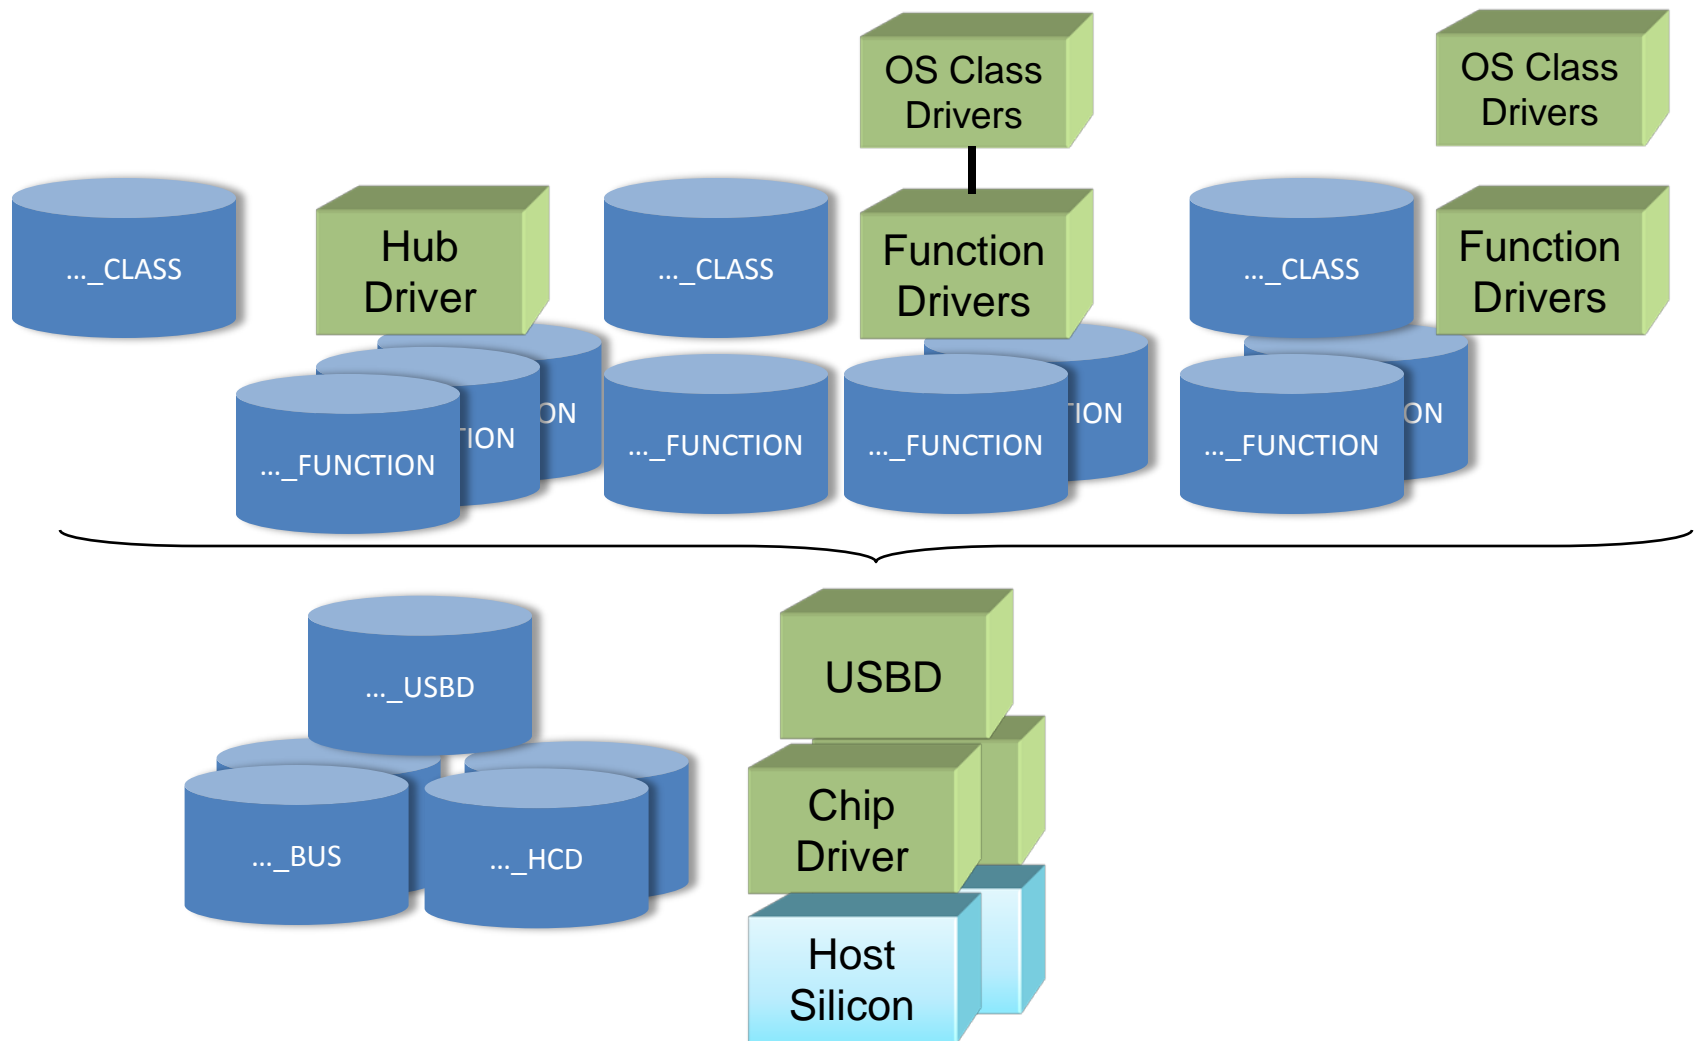 OS Class
Drivers
OS Class
Drivers
..._CLASS
Hub
Driver
..._CLASS
Function
Drivers
..._CLASS
Function
Drivers
..._FUNCTION
TION
ON
..._FUNCTION
..._FUNCTION
TION
..._FUNCTION
ON
..._USBD
USBD
..._BUS
..._HCD
Chip
Driver
Host
Silicon